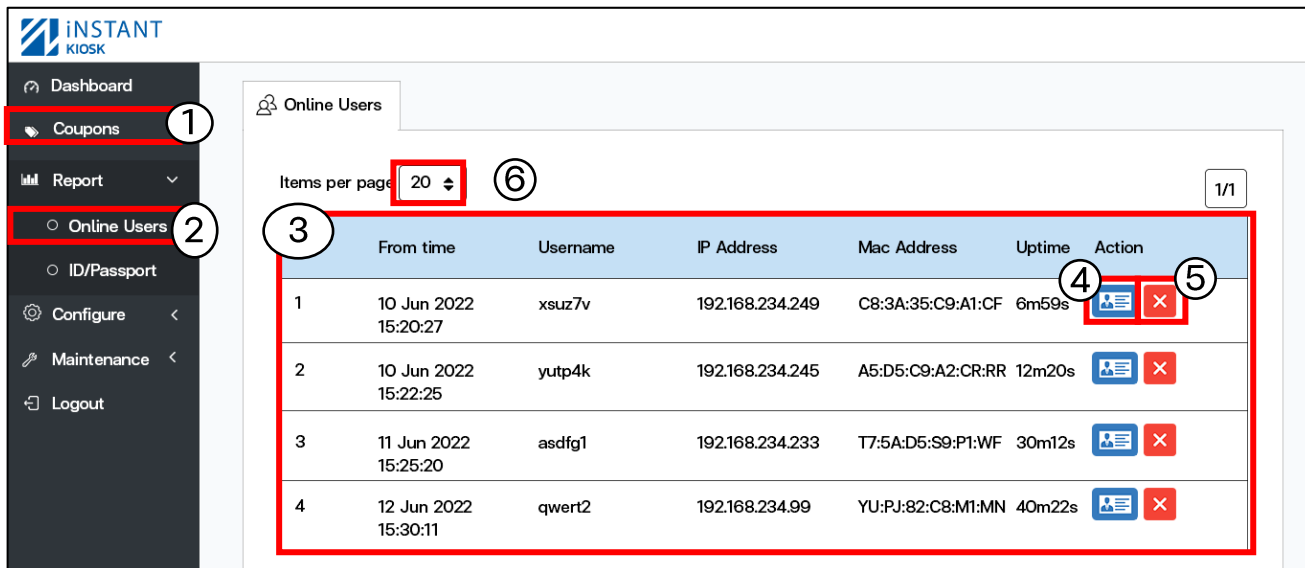 iNSTANT
KIOSK
Dashboard
Coupons
1
Report
Online Users
2
ID/Passport
Configure
Maintenance
Logout
Online Users
Items per page 20
6
1/1
3 From time Username IP Address Mac Address Uptime Action
4 5
1 10 Jun 2022 xsuz7v 192.168.234.249 C8:3A:35:C9:A1:CF 6m59s
15:20:27
2 10 Jun 2022 yutp4k 192.168.234.245 A5:D5:C9:A2:CR:RR 12m20s
15:22:25
3 11 Jun 2022 asdfg1 192.168.234.233 T7:5A:D5:S9:P1:WF 30m12s
15:25:20
4 12 Jun 2022 qwert2 192.168.234.99 YU:PJ:82:C8:M1:MN 40m22s
15:30:11